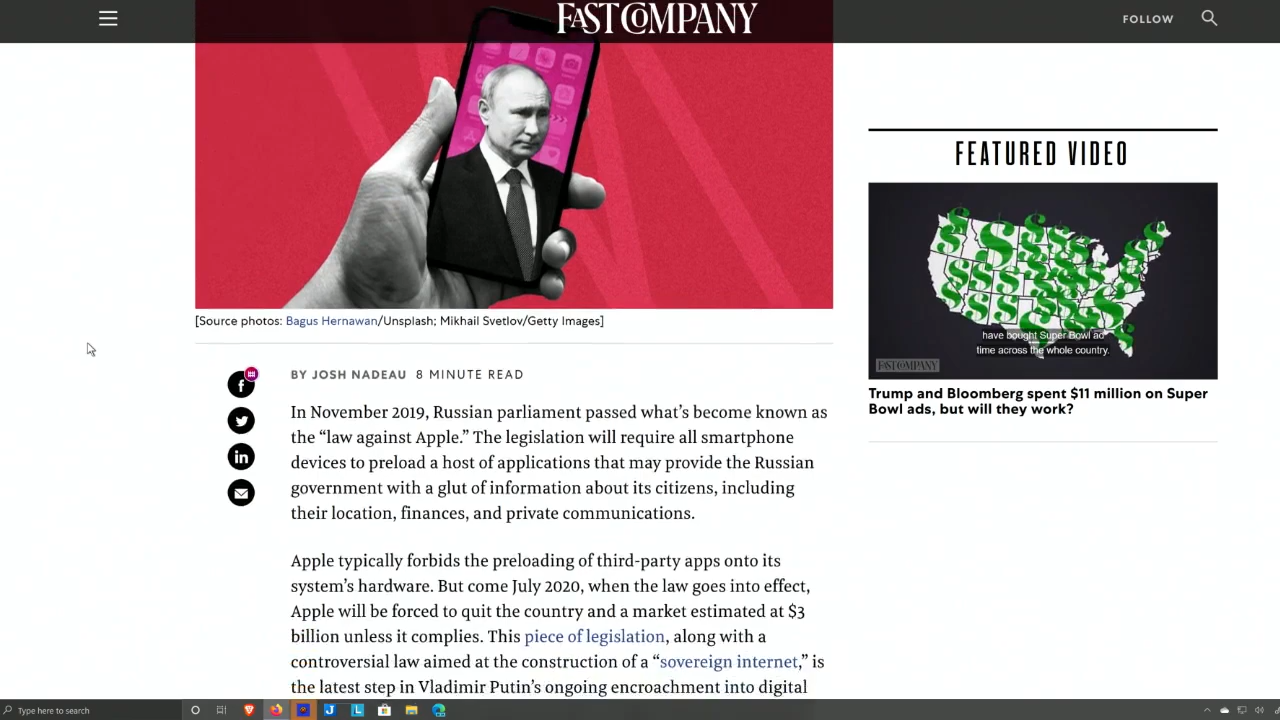 FAST COMPANY
FOLLOW
[Source photos: Bagus Hernawan/Unsplash; Mikhail Svetlov/Getty Images]
BY JOSH NADEAU 8 MINUTE READ
In November 2019, Russian parliament passed what’s become known as
the “law against Apple.” The legislation will require all smartphone
devices to preload a host of applications that may provide the Russian
government with a glut of information about its citizens, including
their location, finances, and private communications.
Apple typically forbids the preloading of third-party apps onto its
system’s hardware. But come July 2020, when the law goes into effect,
Apple will be forced to quit the country and a market estimated at $3
billion unless it complies. This piece of legislation, along with a
controversial law aimed at the construction of a “sovereign internet,” is
the latest step in Vladimir Putin’s ongoing encroachment into digital
FEATURED VIDEO
have bought Super Bowl ad
time across the whole country.
FAST COMPANY
Trump and Bloomberg spent $11 million on Super
Bowl ads, but will they work?
Type here to search